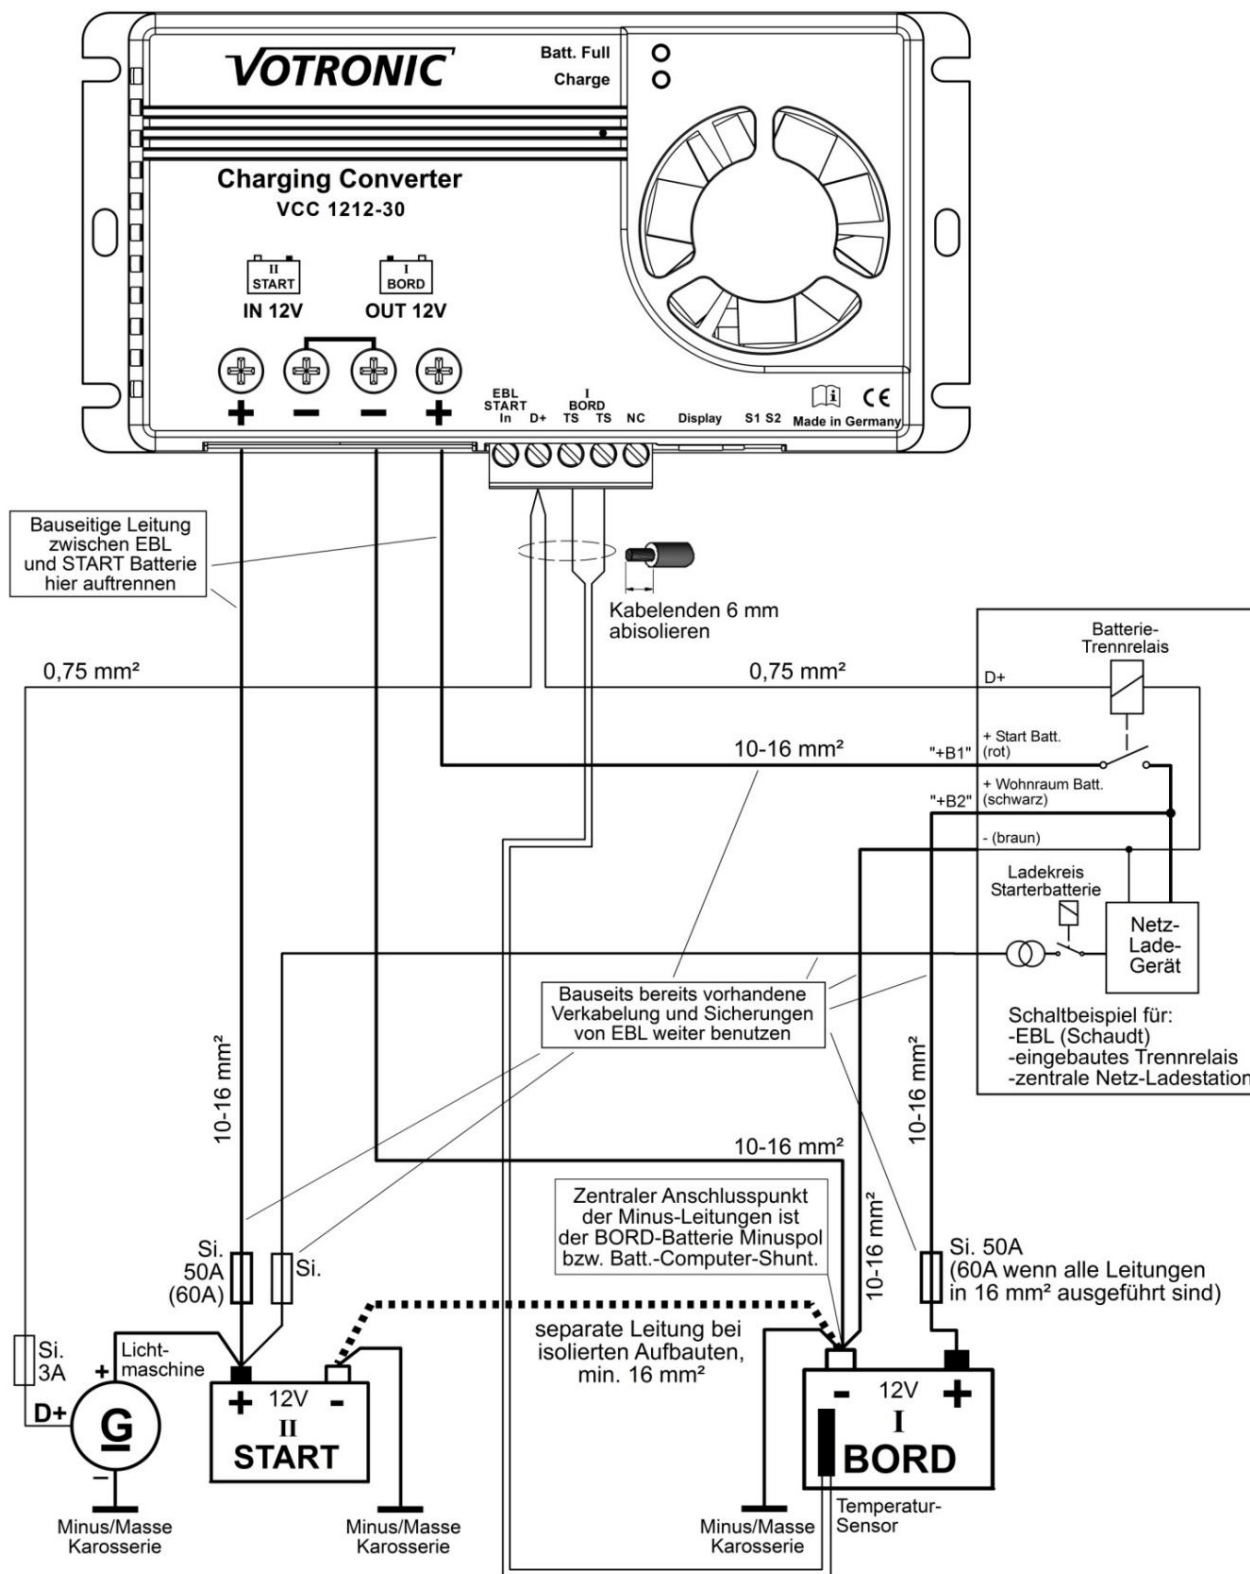 VOTRONIC
Batt. Full
Charge
Charging Converter
VCC 1212-30
II
START
I
BORD
IN 12V
OUT 12V
+ − − +
EBL
START
In
D+
I
BORD
TS TS
NC
Display
S1 S2
i
CE
Made in Germany
Bauseitige Leitung
zwischen EBL
und START Batterie
hier auftrennen
Kabelenden 6 mm
abisolieren
0,75 mm²
0,75 mm²
Batterie-
Trennrelais
D+
10-16 mm²
"+B1"
+ Start Batt.
(rot)
"+B2"
+ Wohnraum Batt.
(schwarz)
- (braun)
Ladekreis
Starterbatterie
Netz-
Lade-
Gerät
Bauseits bereits vorhandene
Verkabelung und Sicherungen
von EBL weiter benutzen
Schaltbeispiel für:
-EBL (Schaudt)
-eingebautes Trennrelais
-zentrale Netz-Ladestation
10-16 mm²
10-16 mm²
10-16 mm²
10-16 mm²
Zentraler Anschlusspunkt
der Minus-Leitungen ist
der BORD-Batterie Minuspol
bzw. Batt.-Computer-Shunt.
Si.
50A
(60A)
Si.
Si. 50A
(60A wenn alle Leitungen
in 16 mm² ausgeführt sind)
separate Leitung bei
isolierten Aufbauten,
min. 16 mm²
Si.
3A
+
Licht-
maschine
D+
G
−
+ 12V -
II
START
- 12V +
I
BORD
Minus/Masse
Karosserie
Minus/Masse
Karosserie
Minus/Masse
Karosserie
Temperatur-
Sensor